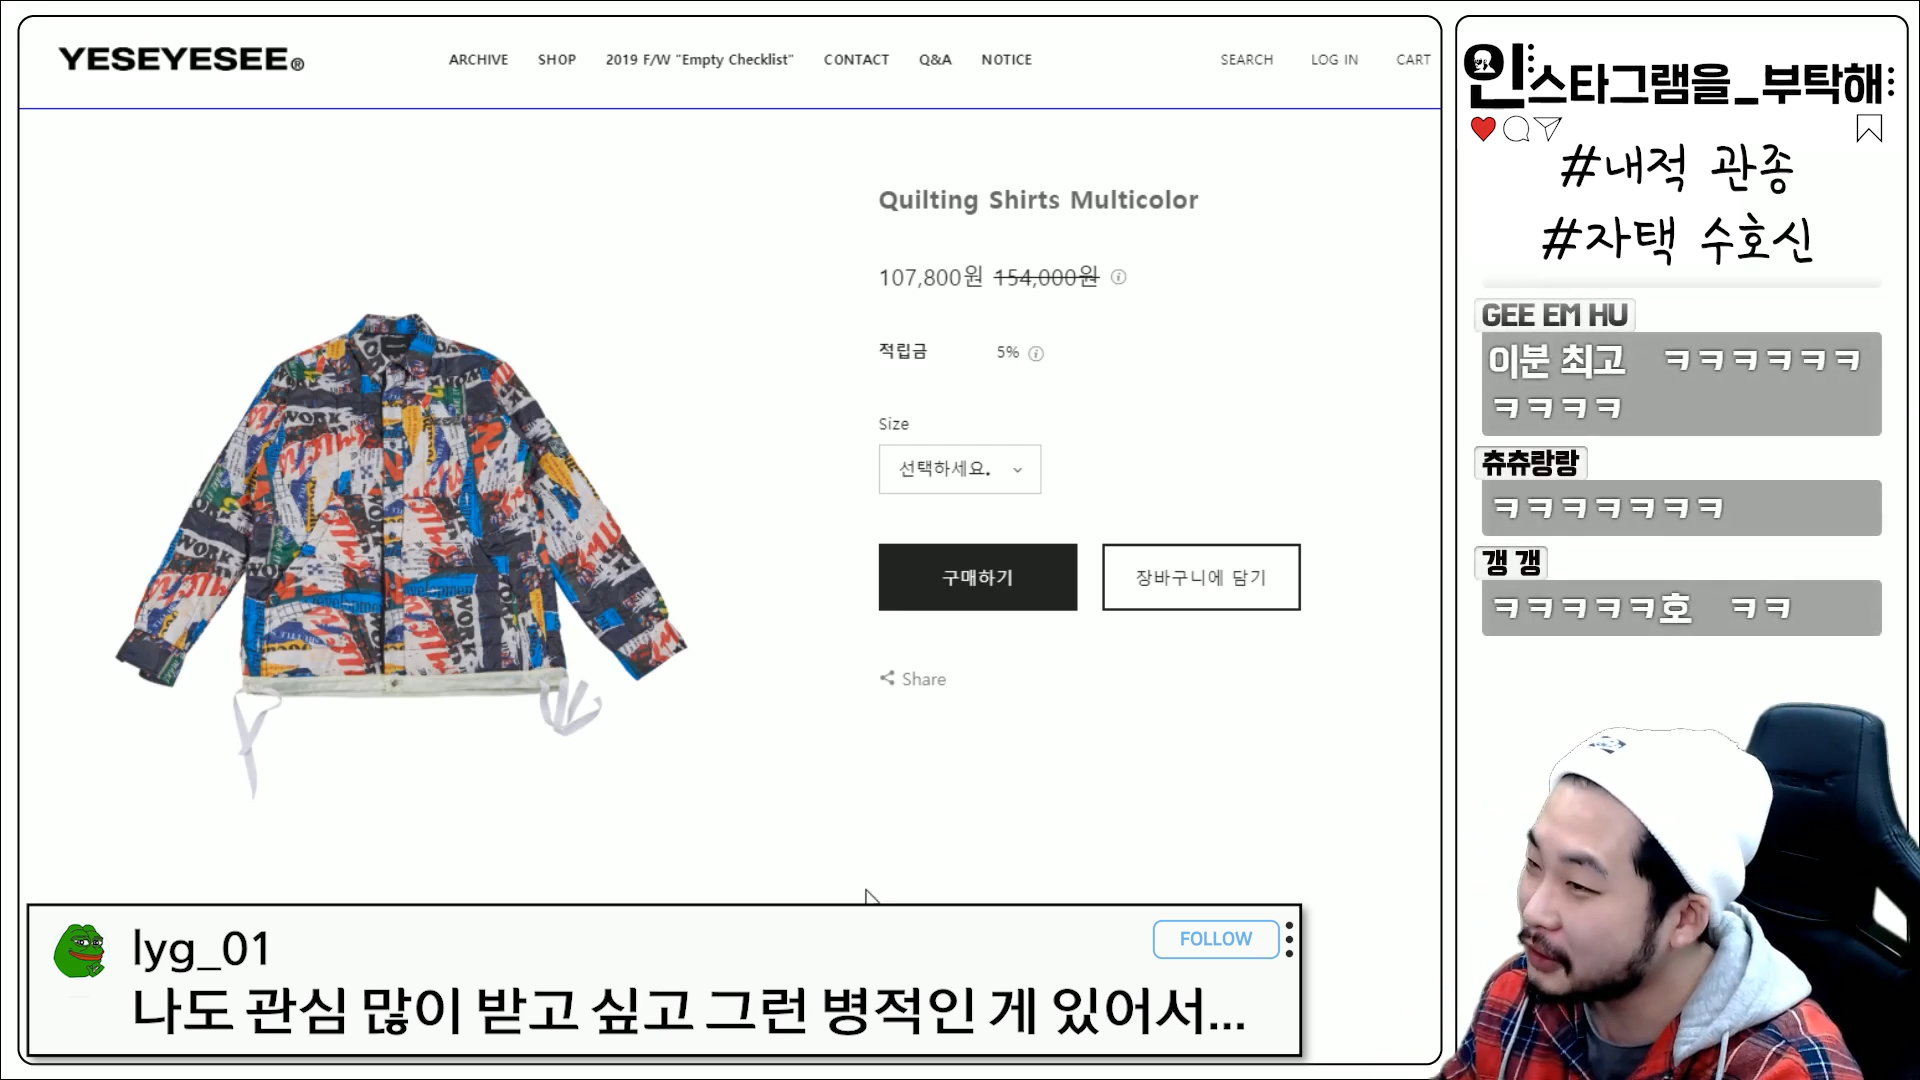 YESEYESEE®
ARCHIVE SHOP 2019 F/W "Empty Checklist" CONTACT Q&A NOTICE
SEARCH LOG IN CART
Quilting Shirts Multicolor
107,800원 154,000원
적립금 5%
Size
선택하세요.
구매하기 장바구니에 담기
Share
WORK
WORK
WORK
lyg_01
FOLLOW
나도 관심 많이 받고 싶고 그런 병적인 게 있어서...
인스타그램을_부탁해
#내적 관종
#자택 수호신
GEE EM HU
이분 최고 ㅋㅋㅋㅋㅋㅋ
ㅋㅋㅋㅋ
츄츄랑랑
ㅋㅋㅋㅋㅋㅋㅋ
갱 갱
ㅋㅋㅋㅋㅋ호 ㅋㅋ